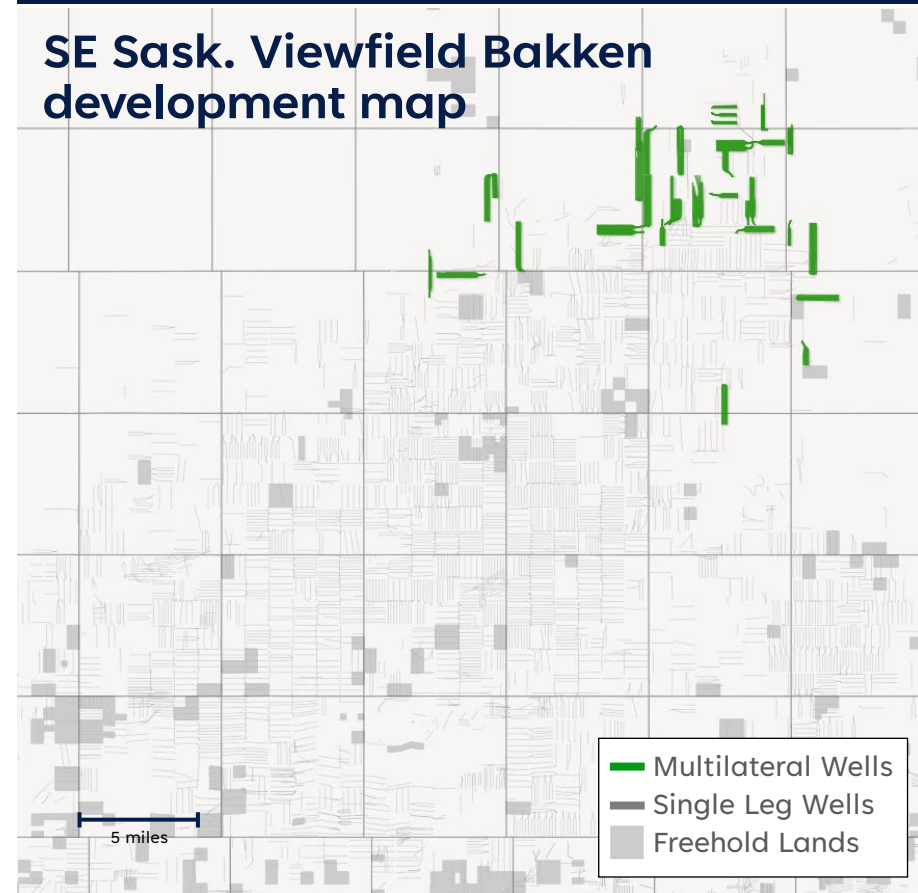 SE Sask. Viewfield Bakken
development map
Multilateral Wells
Single Leg Wells
Freehold Lands
5 miles